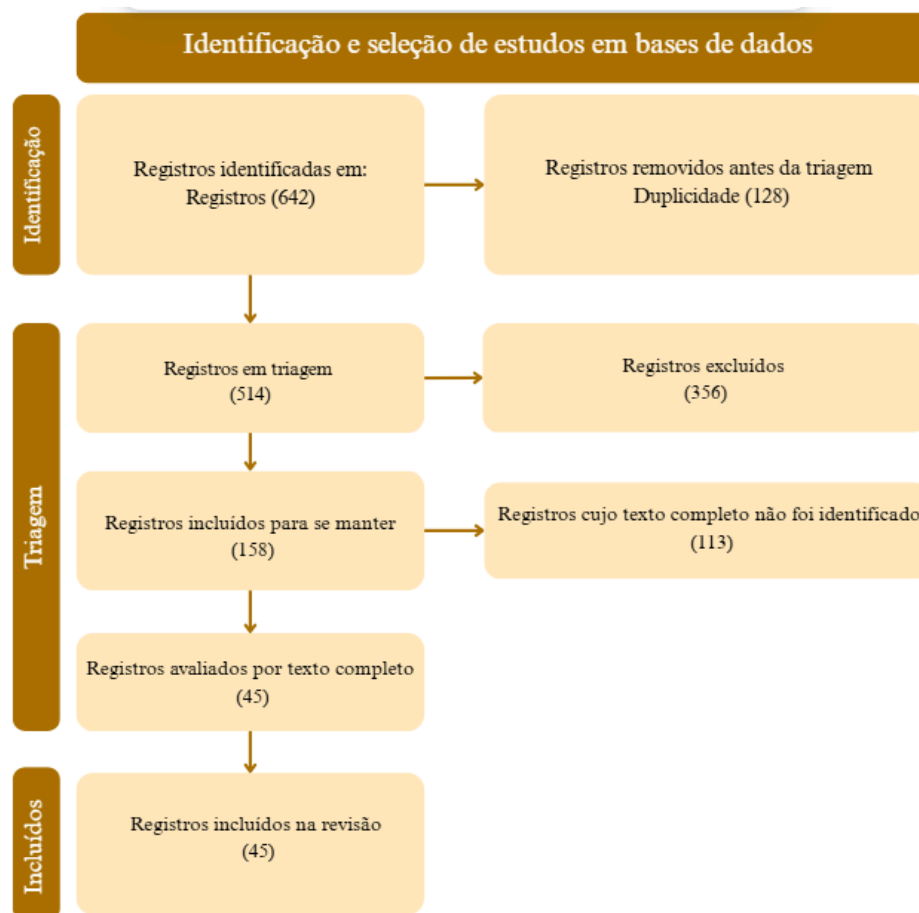 Identificação e seleção de estudos em bases de dados
Identificação
Registros identificadas em:
Registros (642)
Registros removidos antes da triagem
Duplicidade (128)
Triagem
Registros em triagem
(514)
Registros excluídos
(356)
Registros incluídos para se manter
(158)
Registros cujo texto completo não foi identificado
(113)
Registros avaliados por texto completo
(45)
Incluídos
Registros incluídos na revisão
(45)